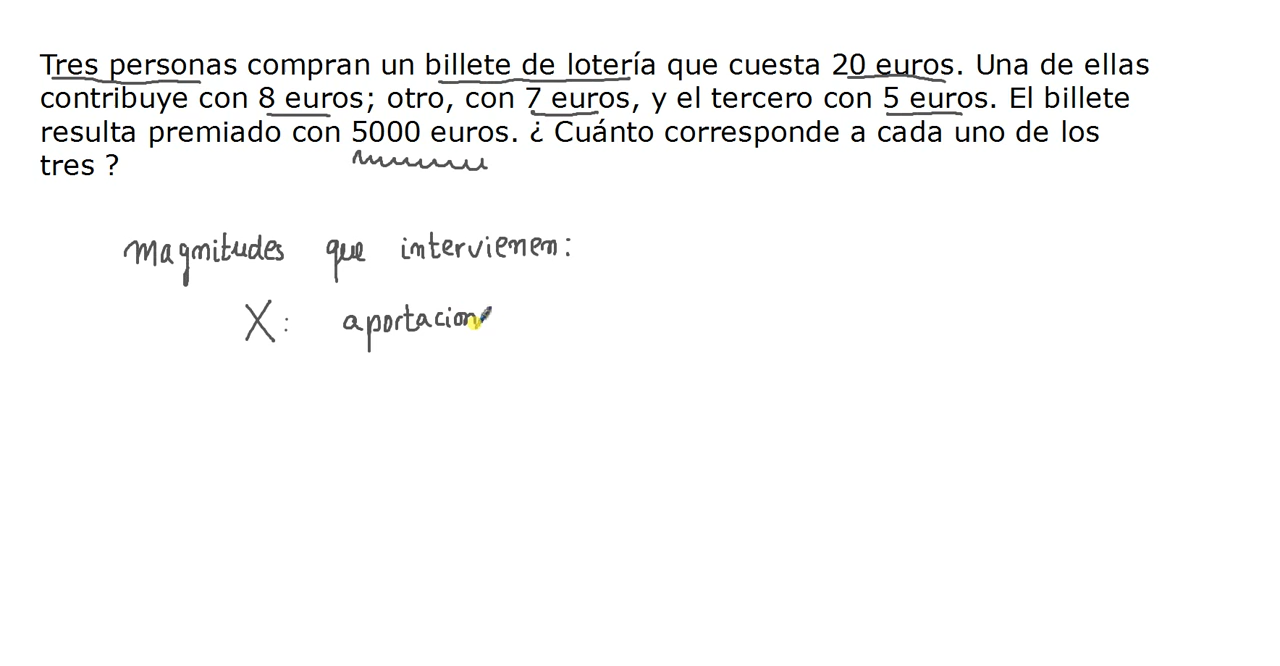 Tres personas compran un billete de lotería que cuesta 20 euros. Una de ellas
contribuye con 8 euros; otro, con 7 euros, y el tercero con 5 euros. El billete
resulta premiado con 5000 euros. ¿ Cuánto corresponde a cada uno de los
tres ?
magnitudes que intervienen:
X: aportacion